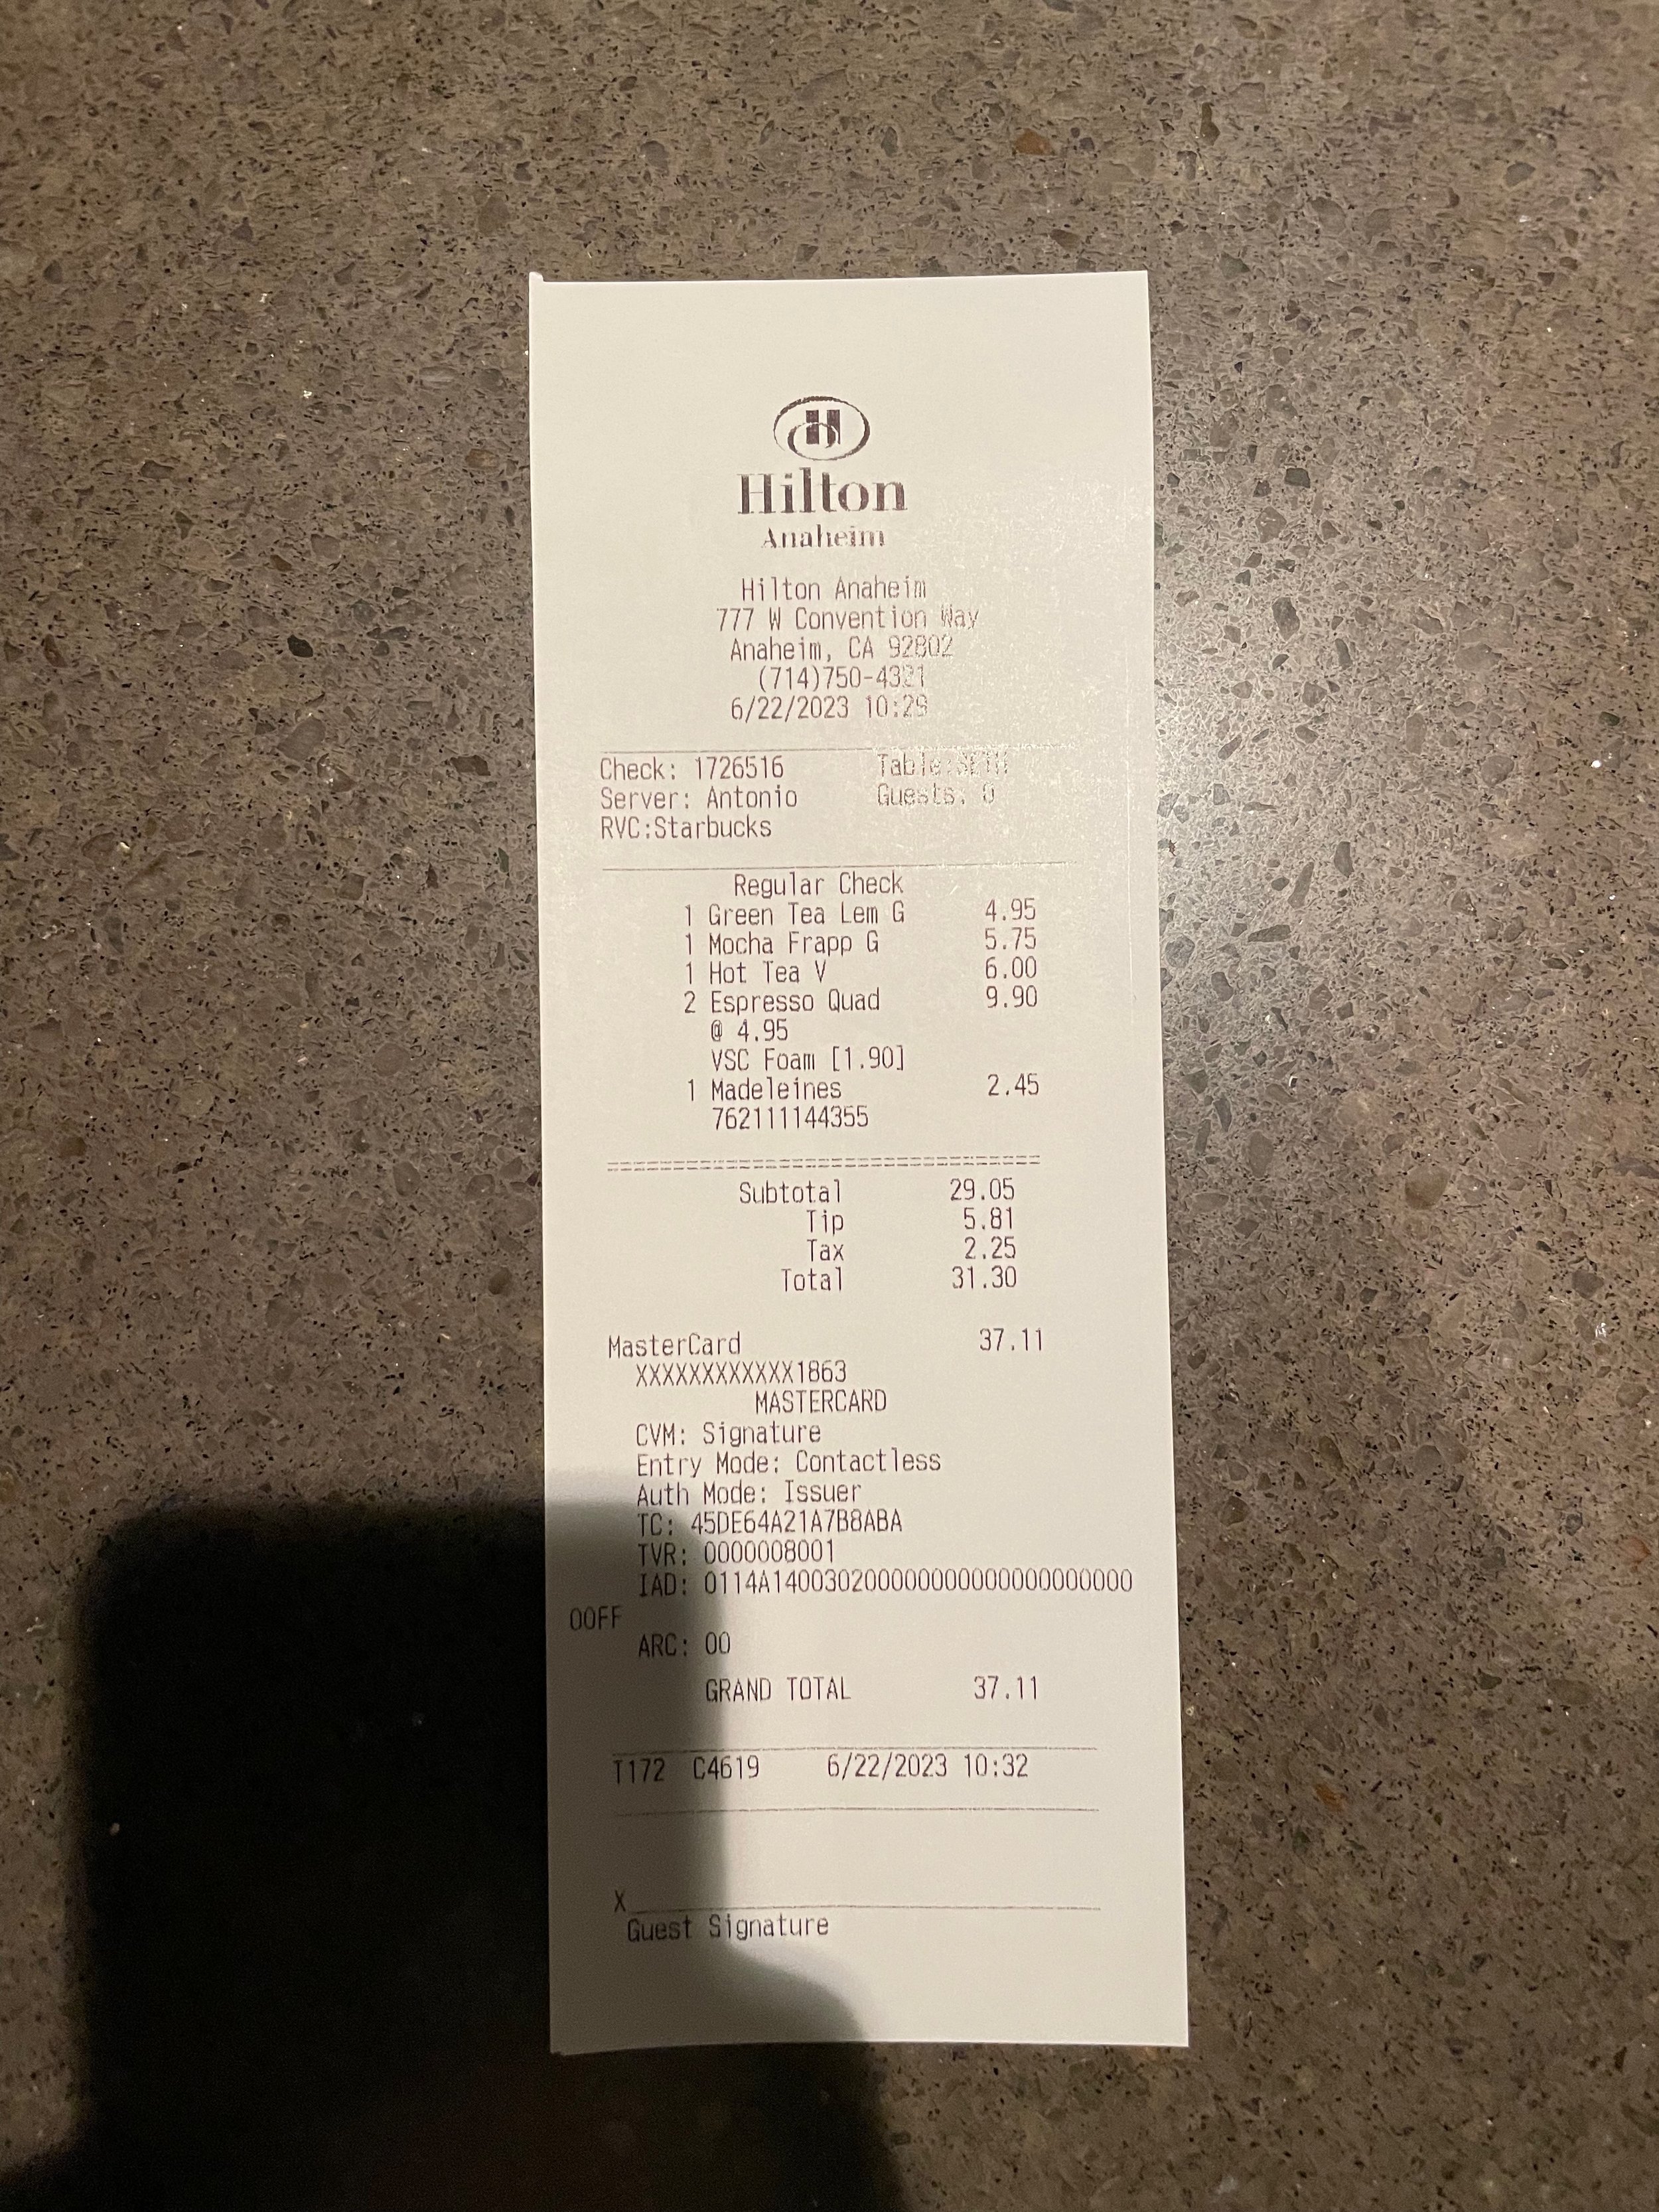 H
Hilton
Anaheim
Hilton Anaheim
777 W Convention Way
Anaheim, CA 92802
(714)750-4321
6/22/2023 10:29
Check: 1726516
Server: Antonio Guests: 0
RVC:Starbucks
Regular Check
1 Green Tea Lem G 4.95
1 Mocha Frapp G 5.75
1 Hot Tea V 6.00
2 Espresso Quad 9.90
@ 4.95
VSC Foam [1.90]
1 Madeleines 2.45
762111144355
Subtotal 29.05
Tip 5.81
Tax 2.25
Total 31.30
MasterCard 37.11
XXXXXXXXXXXX1863
MASTERCARD
CVM: Signature
Entry Mode: Contactless
Auth Mode: Issuer
TC: 45DE64A21A7B8ABA
TVR: 0000008001
IAD: 0114A14003020000000000000000000000
00FF
ARC: 00
GRAND TOTAL 37.11
T172 C4619 6/22/2023 10:32
X
Guest Signature